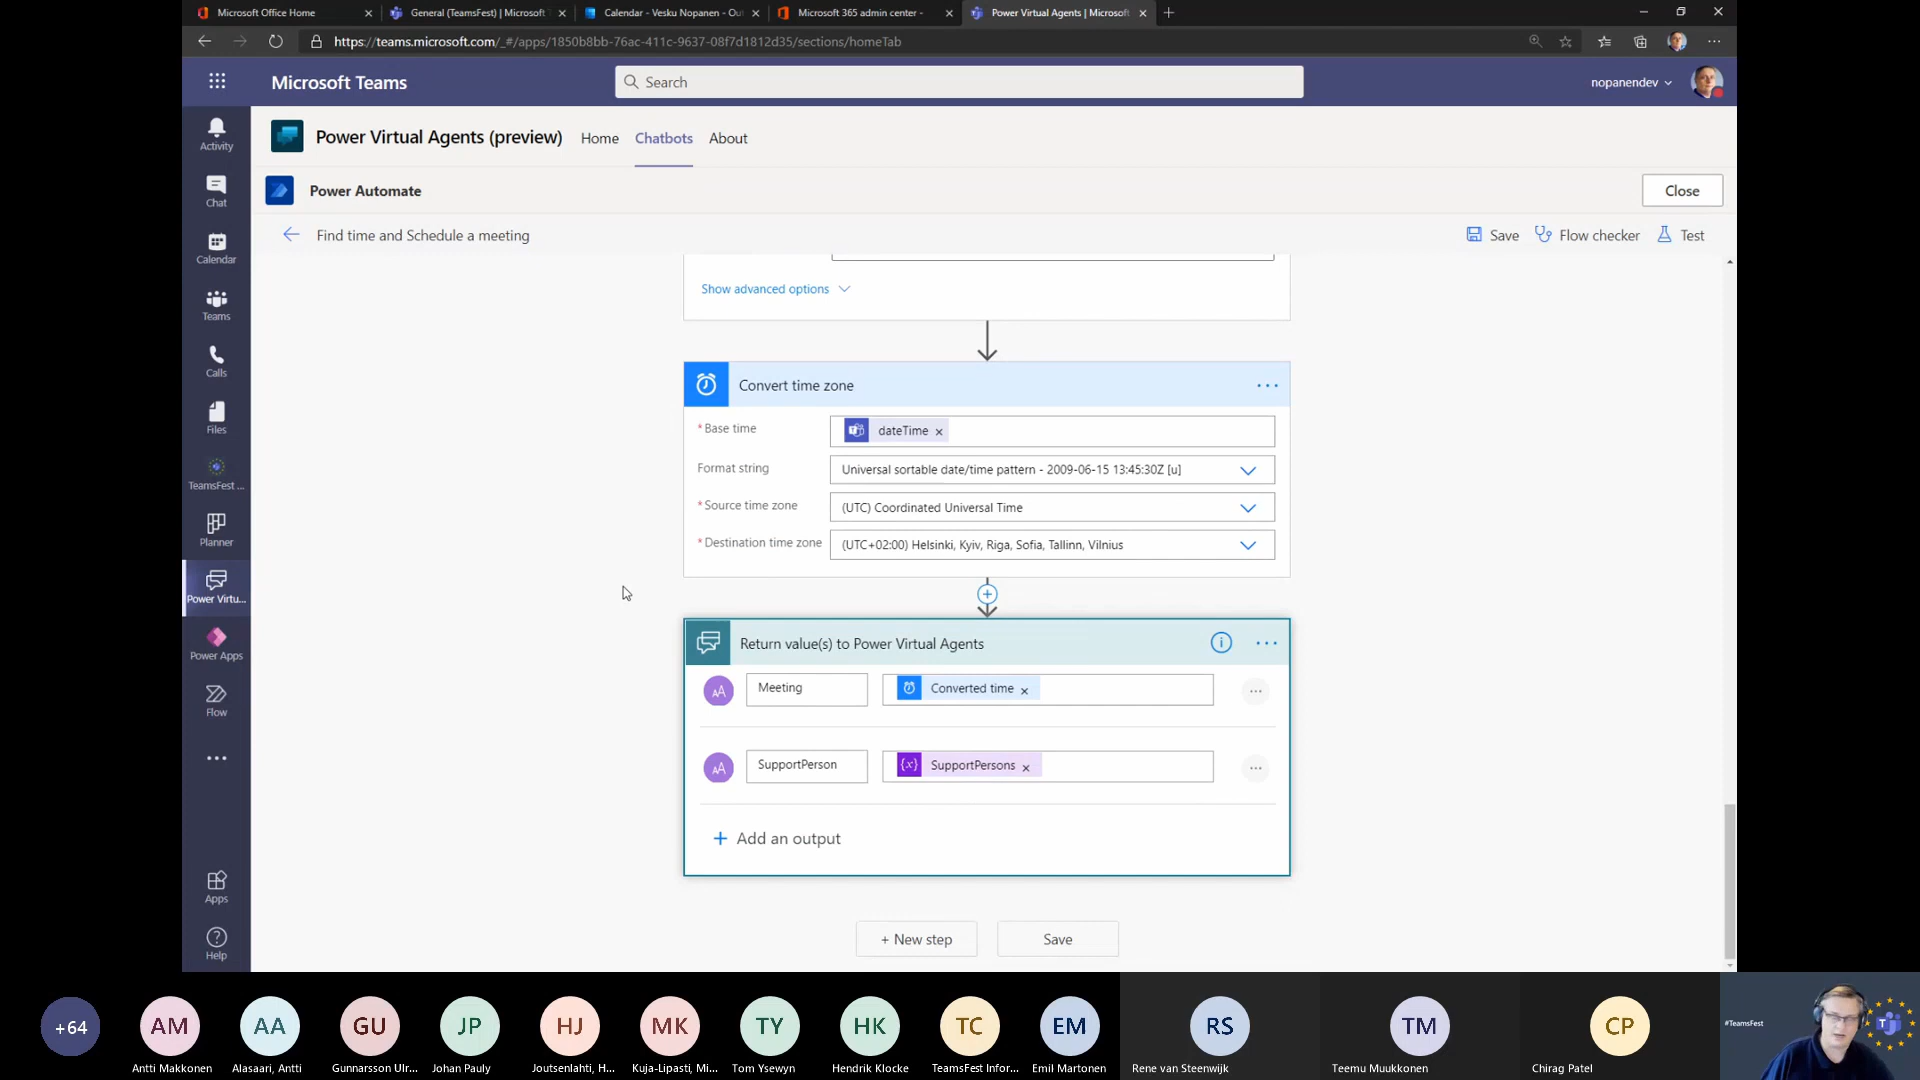 Microsoft Office Home
General (TeamsFest) | Microsoft T
Calendar - Vesku Nopanen - Out
Microsoft 365 admin center -
Power Virtual Agents | Microsoft
https://teams.microsoft.com/_#/apps/1850b8bb-76ac-411c-9637-08f7d1812d35/sections/homeTab
Microsoft Teams
Search
nopanendev
Activity
Chat
Calendar
Teams
Calls
Files
TeamsFest ...
Planner
Power Virtu...
Power Apps
Flow
Apps
Help
Power Virtual Agents (preview)
Home
Chatbots
About
Power Automate
Close
Find time and Schedule a meeting
Save
Flow checker
Test
Show advanced options
Convert time zone
* Base time
dateTime
Format string
Universal sortable date/time pattern - 2009-06-15 13:45:30Z [u]
* Source time zone
(UTC) Coordinated Universal Time
* Destination time zone
(UTC+02:00) Helsinki, Kyiv, Riga, Sofia, Tallinn, Vilnius
Return value(s) to Power Virtual Agents
Meeting
Converted time
SupportPerson
{x} SupportPersons
+ Add an output
+ New step
Save
+64
AM
AA
GU
JP
HJ
MK
TY
HK
TC
EM
RS
TM
CP
#TeamsFest
Antti Makkonen
Alasaari, Antti
Gunnarsson Ulr...
Johan Pauly
Joutsenlahti, H...
Kuja-Lipasti, Mi...
Tom Ysewyn
Hendrik Klocke
TeamsFest Infor...
Emil Martonen
Rene van Steenwijk
Teemu Muukkonen
Chirag Patel